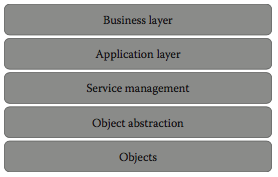 Business layer
Application layer
Service management
Object abstraction
Objects